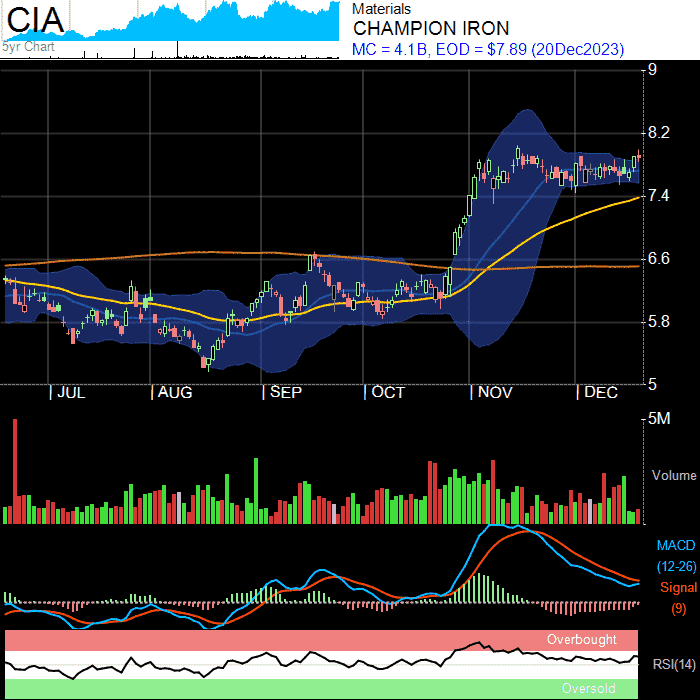 CIA
5yr Chart
Materials
CHAMPION IRON
MC = 4.1B, EOD = $7.89 (20Dec2023)
9
8.2
7.4
6.6
5.8
5
JUL AUG SEP OCT NOV DEC
5M
Volume
MACD
(12-26)
Signal
(9)
Overbought
RSI(14)
Oversold